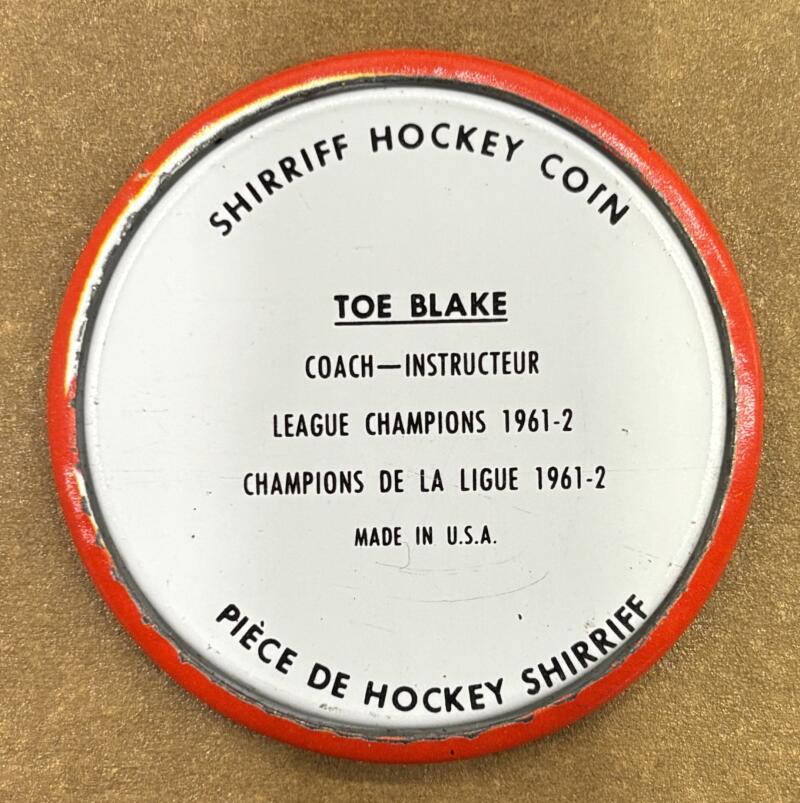 SHIRRIFF HOCKEY COIN
TOE BLAKE
COACH—INSTRUCTEUR
LEAGUE CHAMPIONS 1961-2
CHAMPIONS DE LA LIGUE 1961-2
MADE IN U.S.A.
PIÈCE DE HOCKEY SHIRRIFF